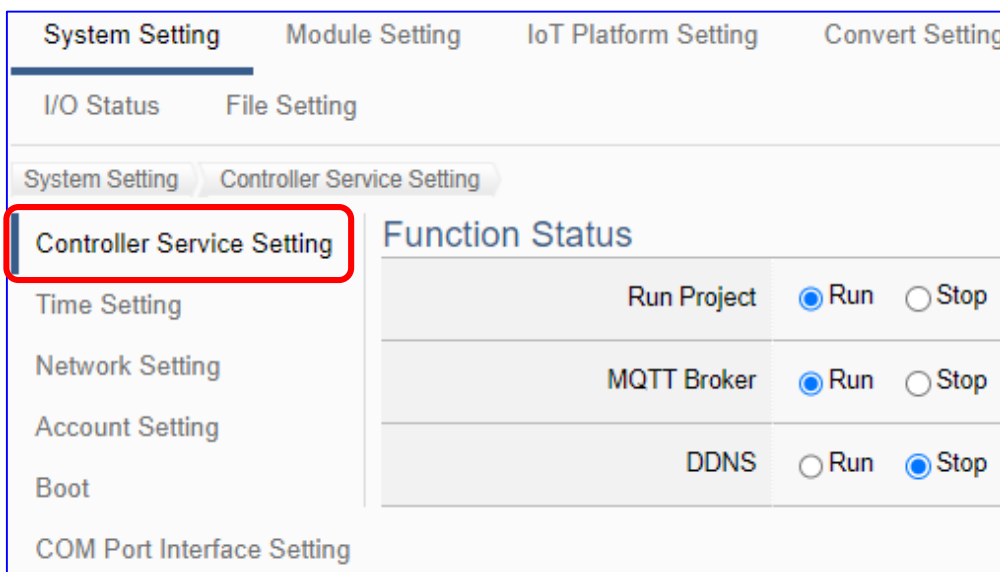 System Setting Module Setting IoT Platform Setting Convert Setting
I/O Status File Setting
System Setting Controller Service Setting
Controller Service Setting
Time Setting
Network Setting
Account Setting
Boot
COM Port Interface Setting
Function Status
Run Project Run Stop
MQTT Broker Run Stop
DDNS Run Stop